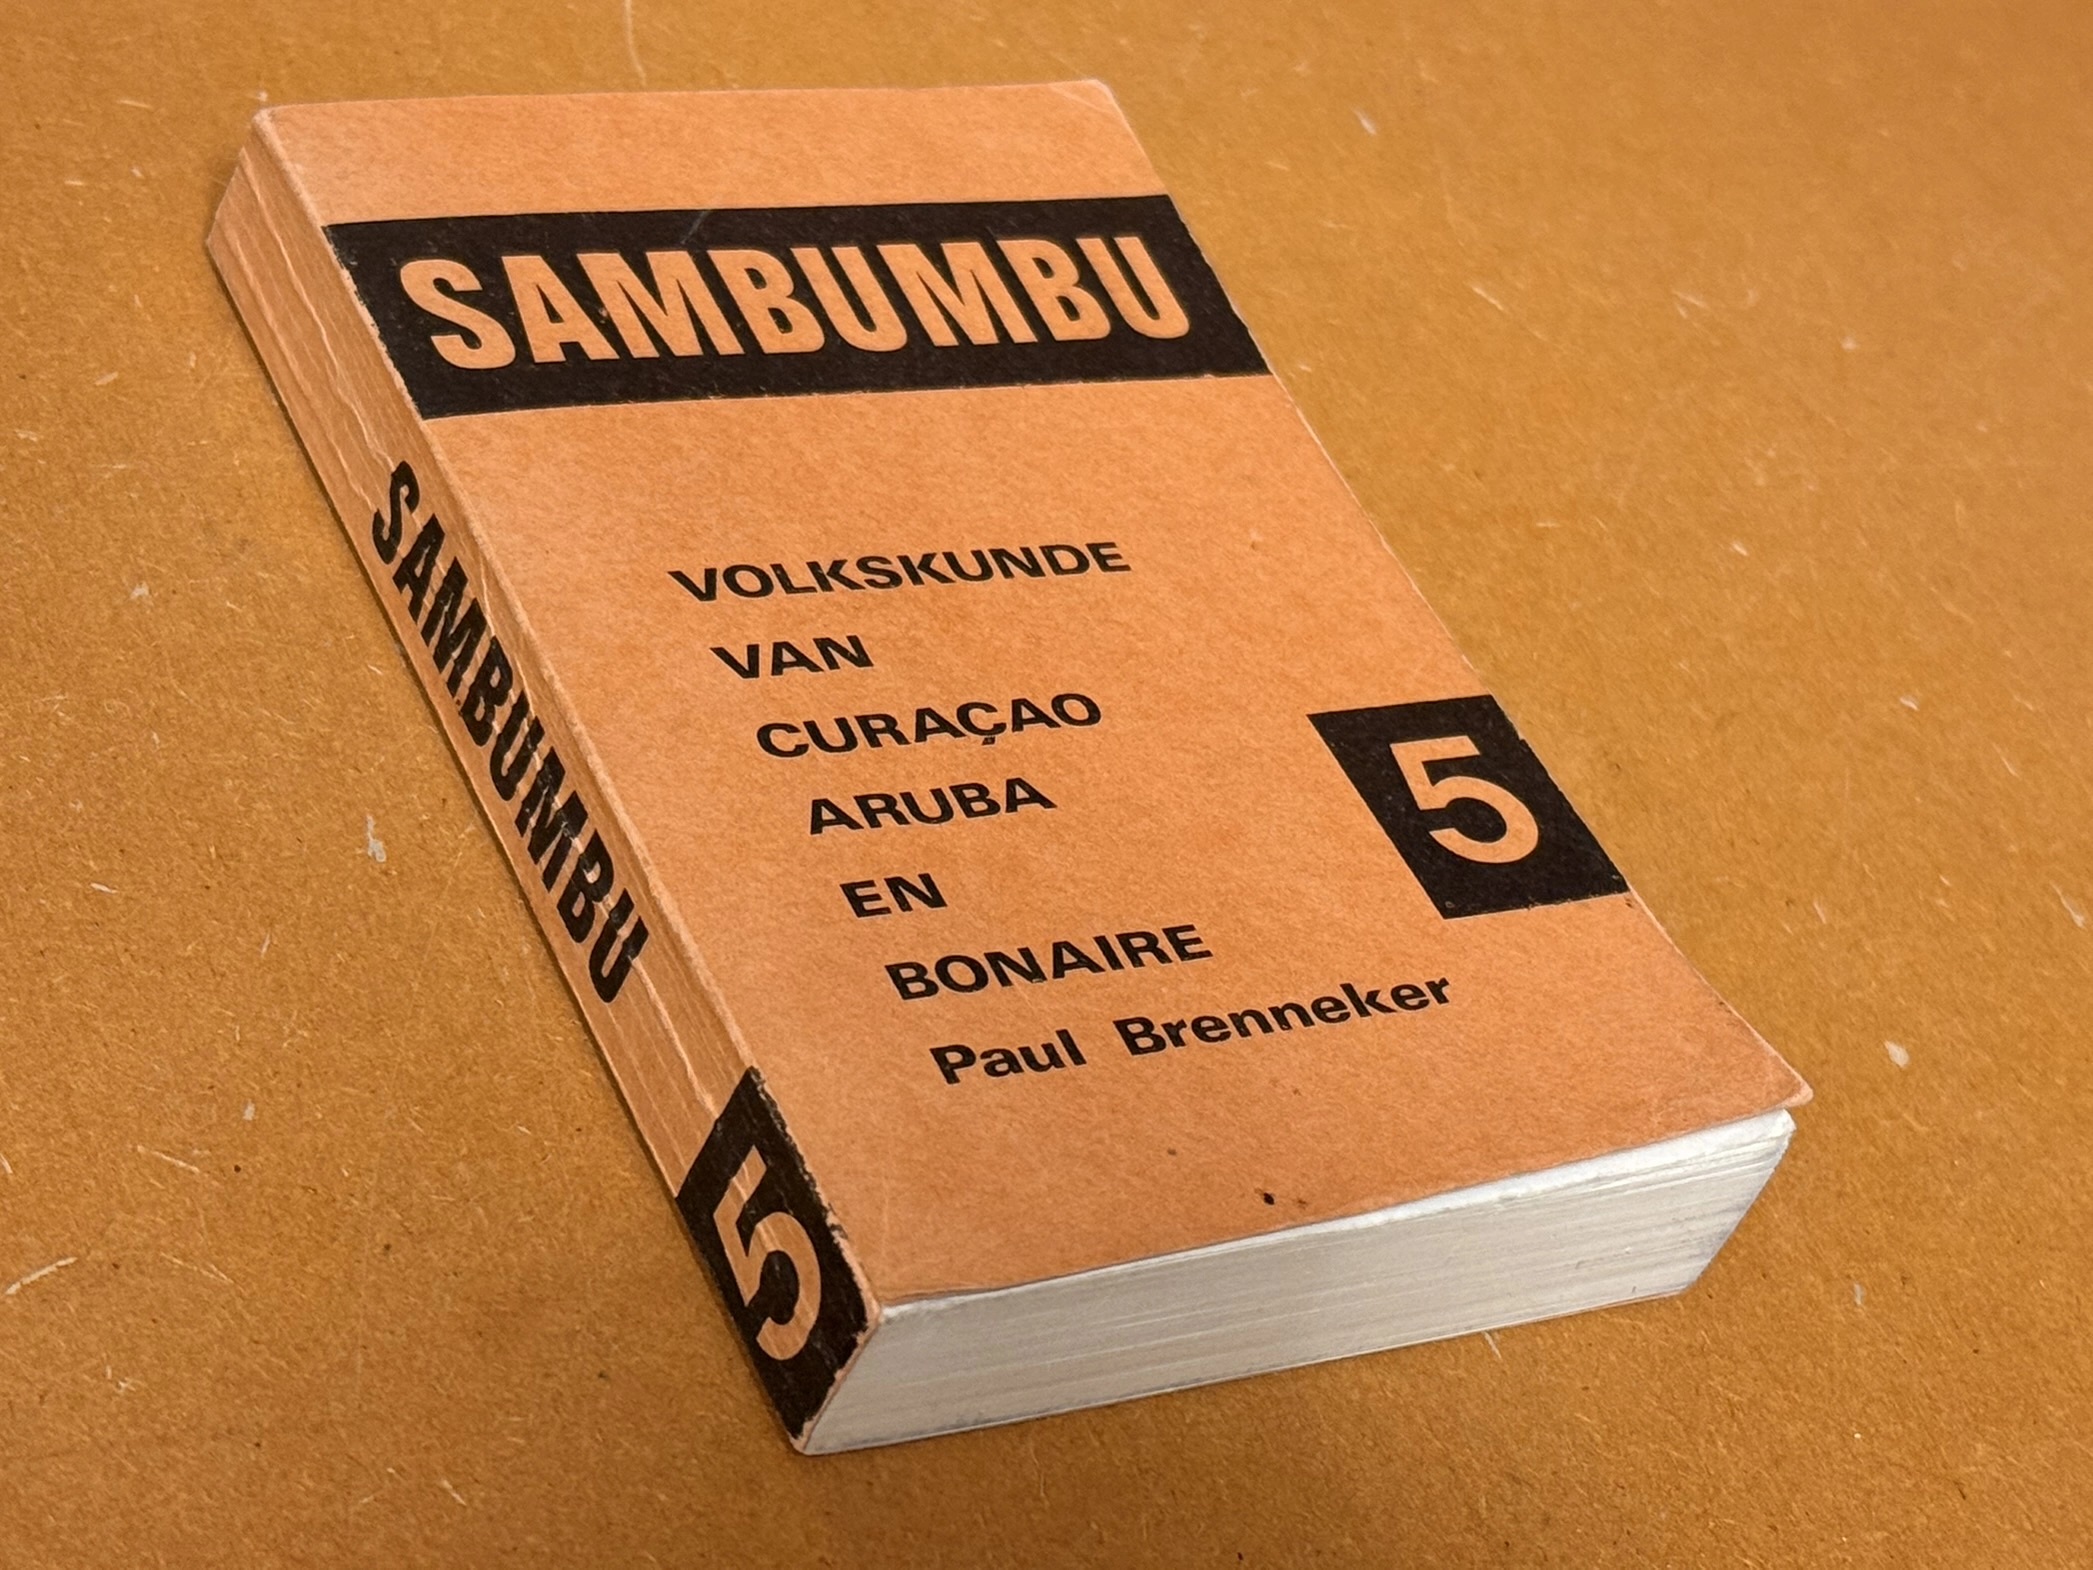 SAMBUMBU
VOLKSKUNDE
VAN
CURAÇAO
ARUBA
EN
BONAIRE
Paul Brenneker
5
SAMBUMBU
5